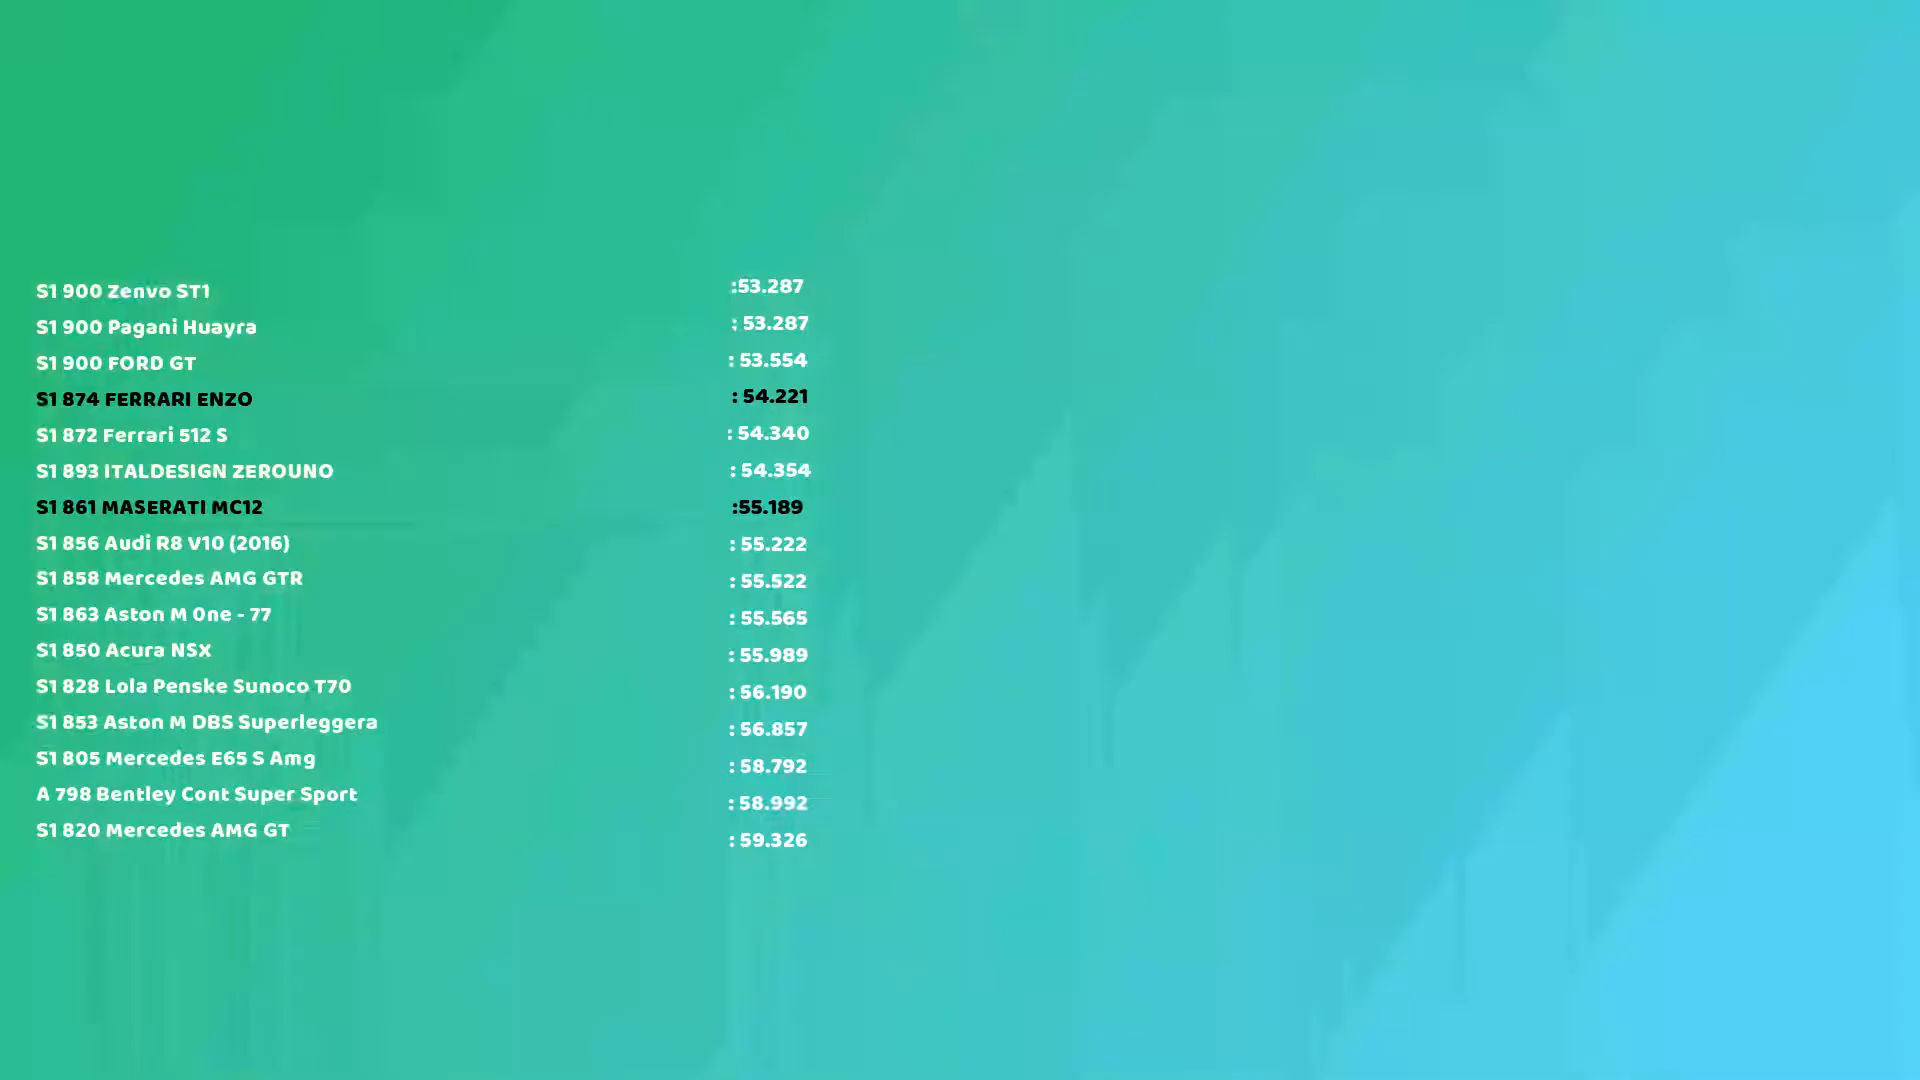 S1 900 Zenvo ST1 :53.287
S1 900 Pagani Huayra : 53.287
S1 900 FORD GT : 53.554
S1 874 FERRARI ENZO : 54.221
S1 872 Ferrari 512 S : 54.340
S1 893 ITALDESIGN ZEROUNO : 54.354
S1 861 MASERATI MC12 :55.189
S1 856 Audi R8 V10 (2016) : 55.222
S1 858 Mercedes AMG GTR : 55.522
S1 863 Aston M One - 77 : 55.565
S1 850 Acura NSX : 55.989
S1 828 Lola Penske Sunoco T70 : 56.190
S1 853 Aston M DBS Superleggera : 56.857
S1 805 Mercedes E65 S Amg : 58.792
A 798 Bentley Cont Super Sport : 58.992
S1 820 Mercedes AMG GT : 59.326